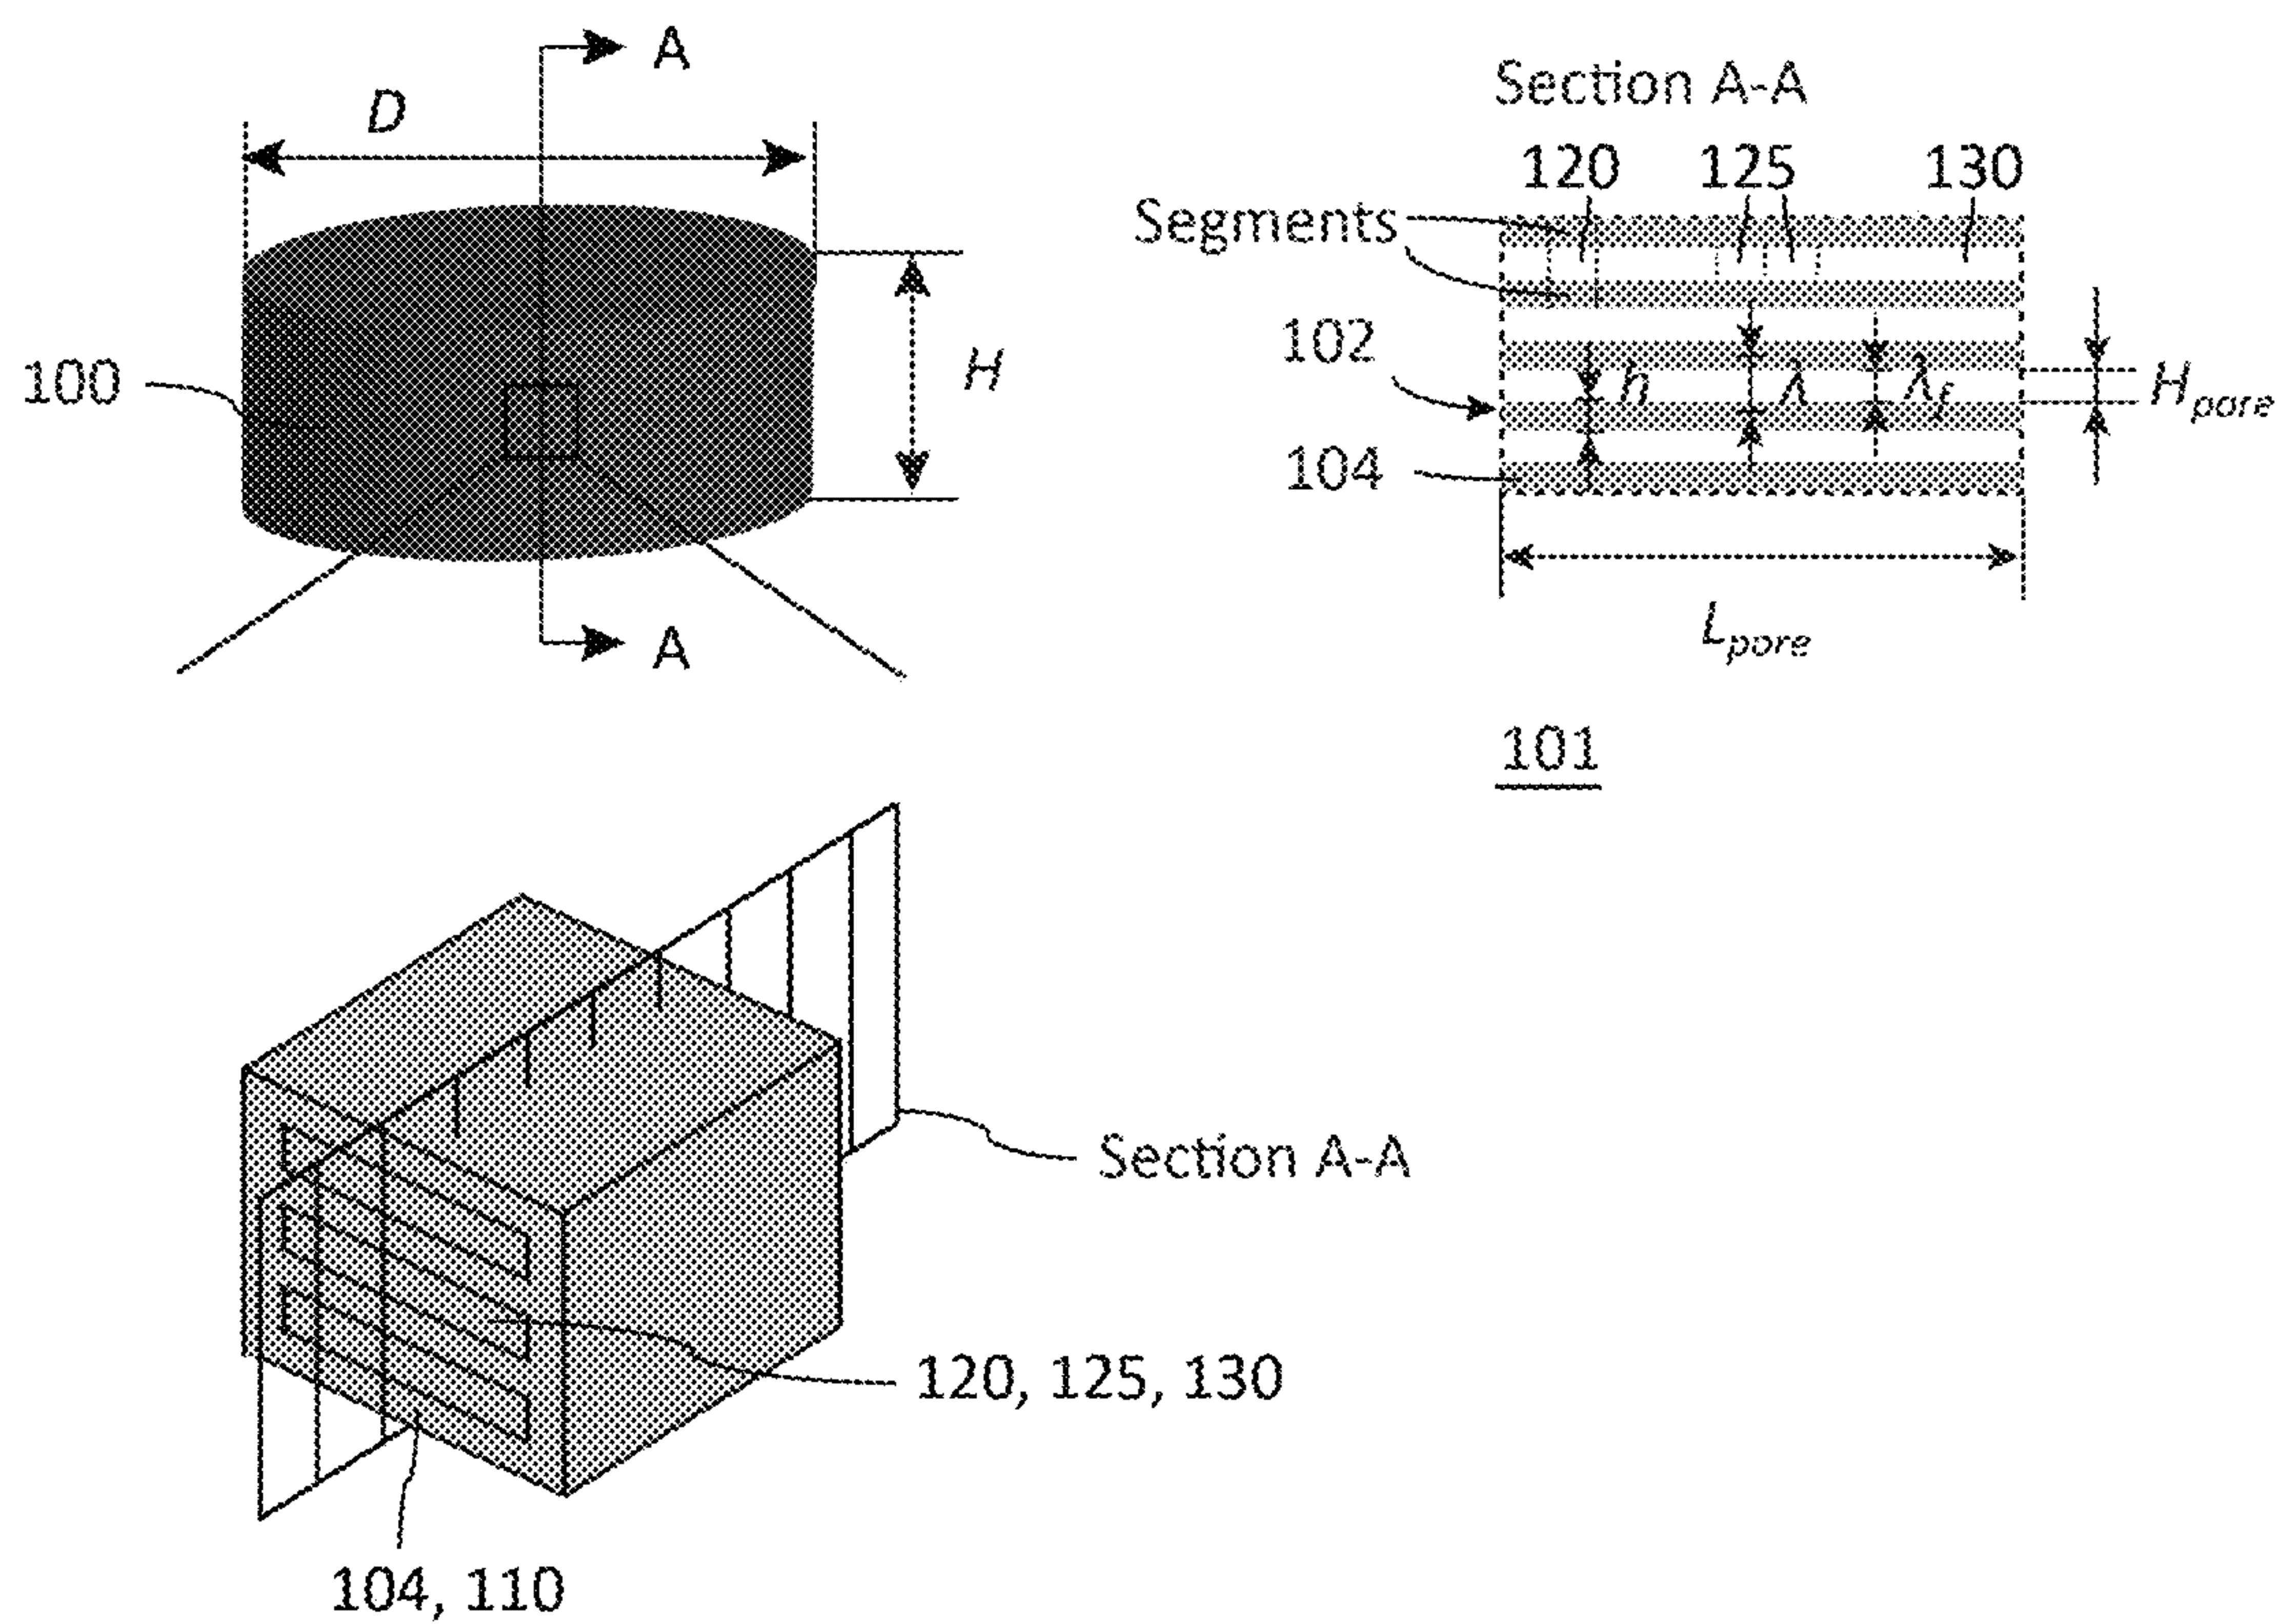 A
D
100
H
A
Section A-A
120 125 130
Segments
102
h λ λf Hpore
104
Lpore
101
Section A-A
120, 125, 130
104, 110